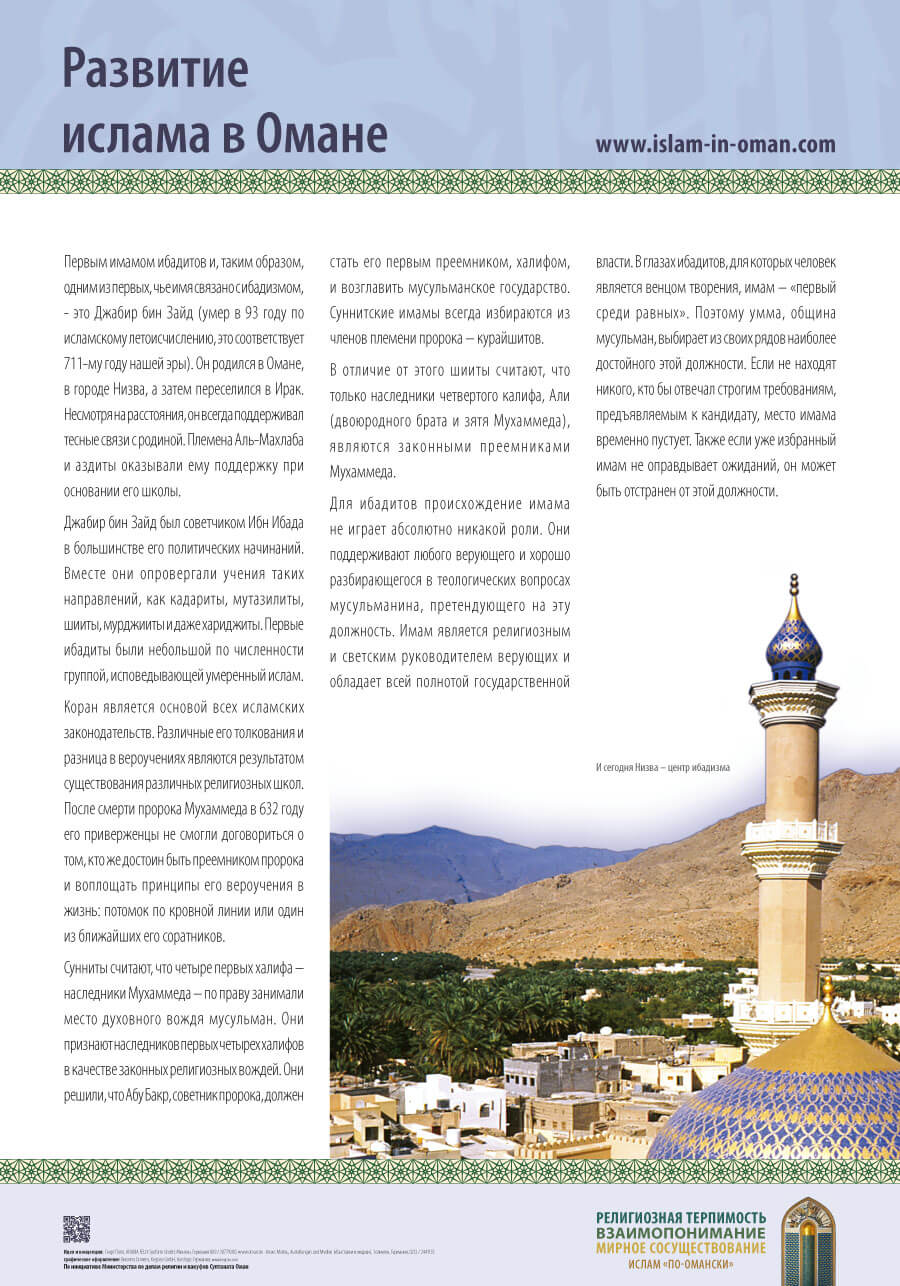 Развитие
ислама в Омане
www.islam-in-oman.com
Первым имамом ибадитов и, таким образом,
одним из первых, чье имя связано с ибадизмом,
- это Джабир бин Зайд (умер в 93 году по
исламскому летоисчислению, это соответствует
711-му году нашей эры). Он родился в Омане,
в городе Низва, а затем переселился в Ирак.
Несмотря на расстояния, он всегда поддерживал
тесные связи с родиной. Племена Аль-Махлаба
и аздиты оказывали ему поддержку при
основании его школы.
Джабир бин Зайд был советчиком Ибн Ибада
в большинстве его политических начинаний.
Вместе они опровергали учения таких
направлений, как кадариты, мутазилиты,
шииты, мурджииты и даже хариджиты. Первые
ибадиты были небольшой по численности
группой, исповедывающей умеренный ислам.
Коран является основой всех исламских
законодательств. Различные его толкования и
разница в вероучениях являются результатом
существования различных религиозных школ.
После смерти пророка Мухаммеда в 632 году
его приверженцы не смогли договориться о
том, кто же достоин быть преемником пророка
и воплощать принципы его вероучения в
жизнь: потомок по кровной линии или один
из ближайших его соратников.
Сунниты считают, что четыре первых халифа –
наследники Мухаммеда – по праву занимали
место духовного вождя мусульман. Они
признают наследников первых четырех халифов
в качестве законных религиозных вождей. Они
решили, что Абу Бакр, советник пророка, должен
стать его первым преемником, халифом,
и возглавить мусульманское государство.
Суннитские имамы всегда избираются из
членов племени пророка – курайшитов.
В отличие от этого шииты считают, что
только наследники четвертого калифа, Али
(двоюродного брата и зятя Мухаммеда),
являются законными преемниками
Мухаммеда.
Для ибадитов происхождение имама
не играет абсолютно никакой роли. Они
поддерживают любого верующего и хорошо
разбирающегося в теологических вопросах
мусульманина, претендующего на эту
должность. Имам является религиозным
и светским руководителем верующих и
обладает всей полнотой государственной
власти. В глазах ибадитов, для которых человек
является венцом творения, имам – «первый
среди равных». Поэтому умма, община
мусульман, выбирает из своих рядов наиболее
достойного этой должности. Если не находят
никого, кто бы отвечал строгим требованиям,
предъявляемым к кандидату, место имама
временно пустует. Также если уже избранный
имам не оправдывает ожиданий, он может
быть отстранен от этой должности.
И сегодня Низва – центр ибадизма
По инициативе Министерства по делам религии и вакуфов Султаната Оман
РЕЛИГИОЗНАЯ ТЕРПИМОСТЬ
ВЗАИМОПОНИМАНИЕ
МИРНОЕ СОСУЩЕСТВОВАНИЕ
ИСЛАМ «ПО-ОМАНСКИ»